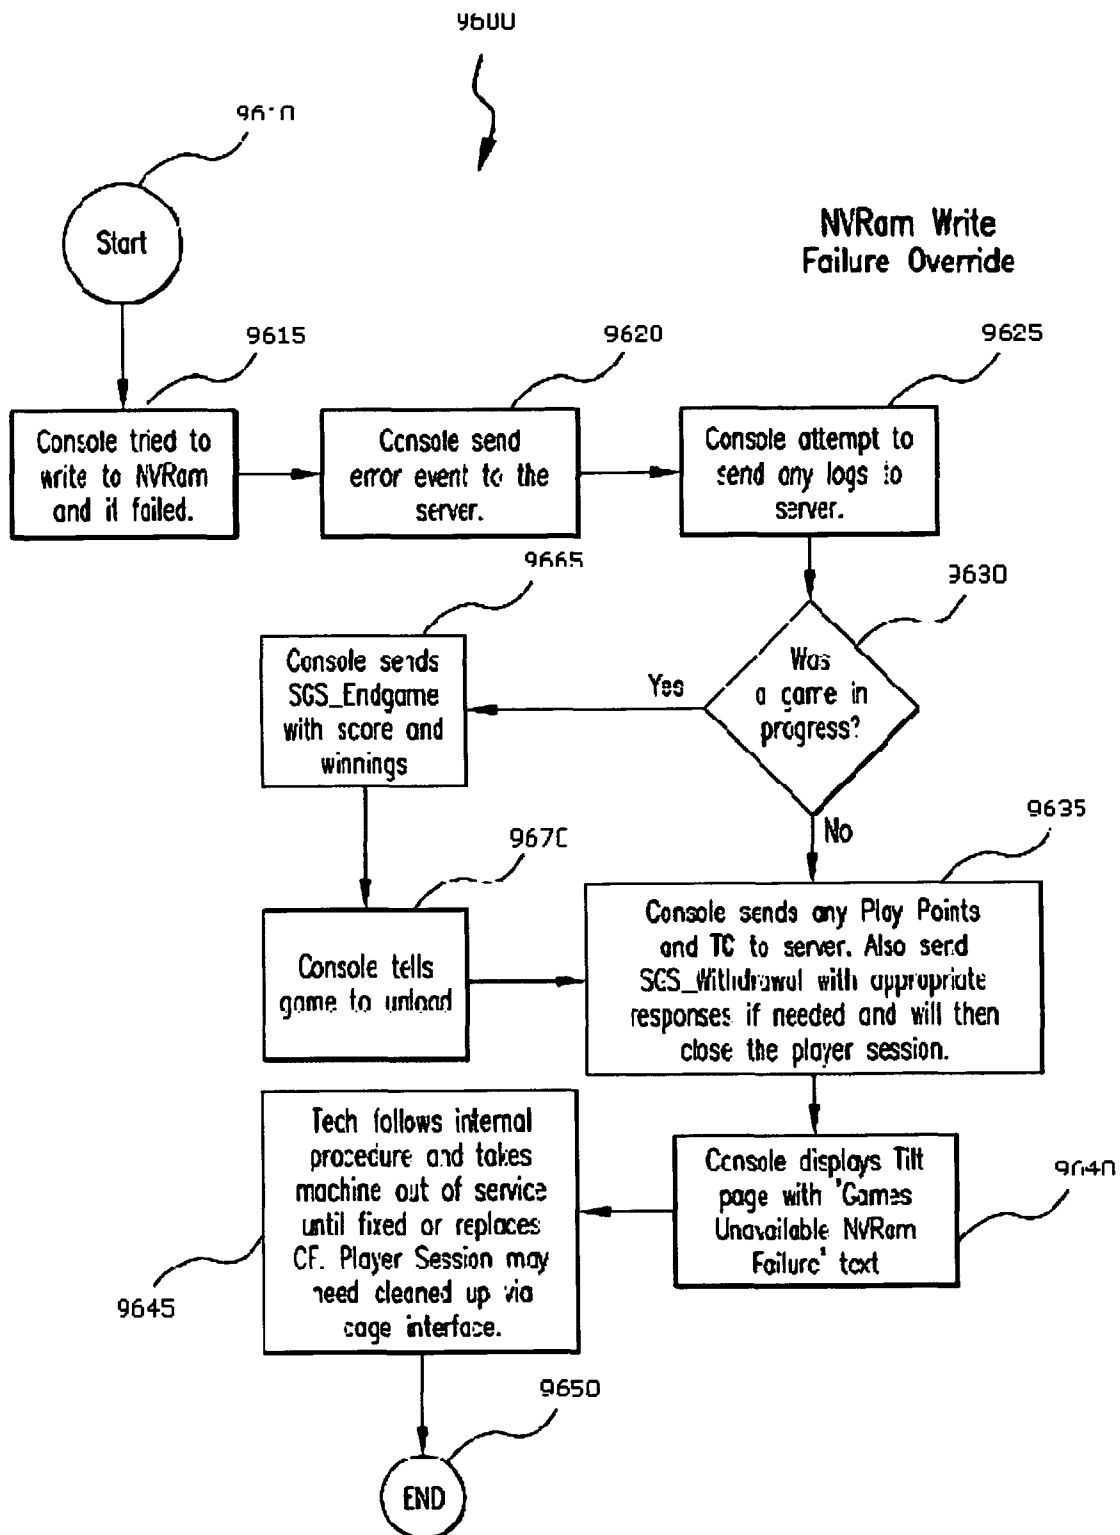 9600
9610
Start
NVRam Write
Failure Override
9615
9620
9625
Console tried to
write to NVRam
and it failed.
Console send
error event to the
server.
Console attempt to
send any logs to
server.
9665
9630
Console sends
SGS_Endgame
with score and
winnings
Yes
Was
a game in
progress?
No
9670
9635
Console tells
game to unload
Console sends any Play Points
and TC to server. Also send
SGS_Withdrawal with appropriate
responses if needed and will then
close the player session.
Tech follows internal
procedure and takes
machine out of service
until fixed or replaces
CF. Player Session may
need cleaned up via
cage interface.
Console displays Tilt
page with 'Games
Unavailable NVRam
Failure' text
9640
9645
9650
END